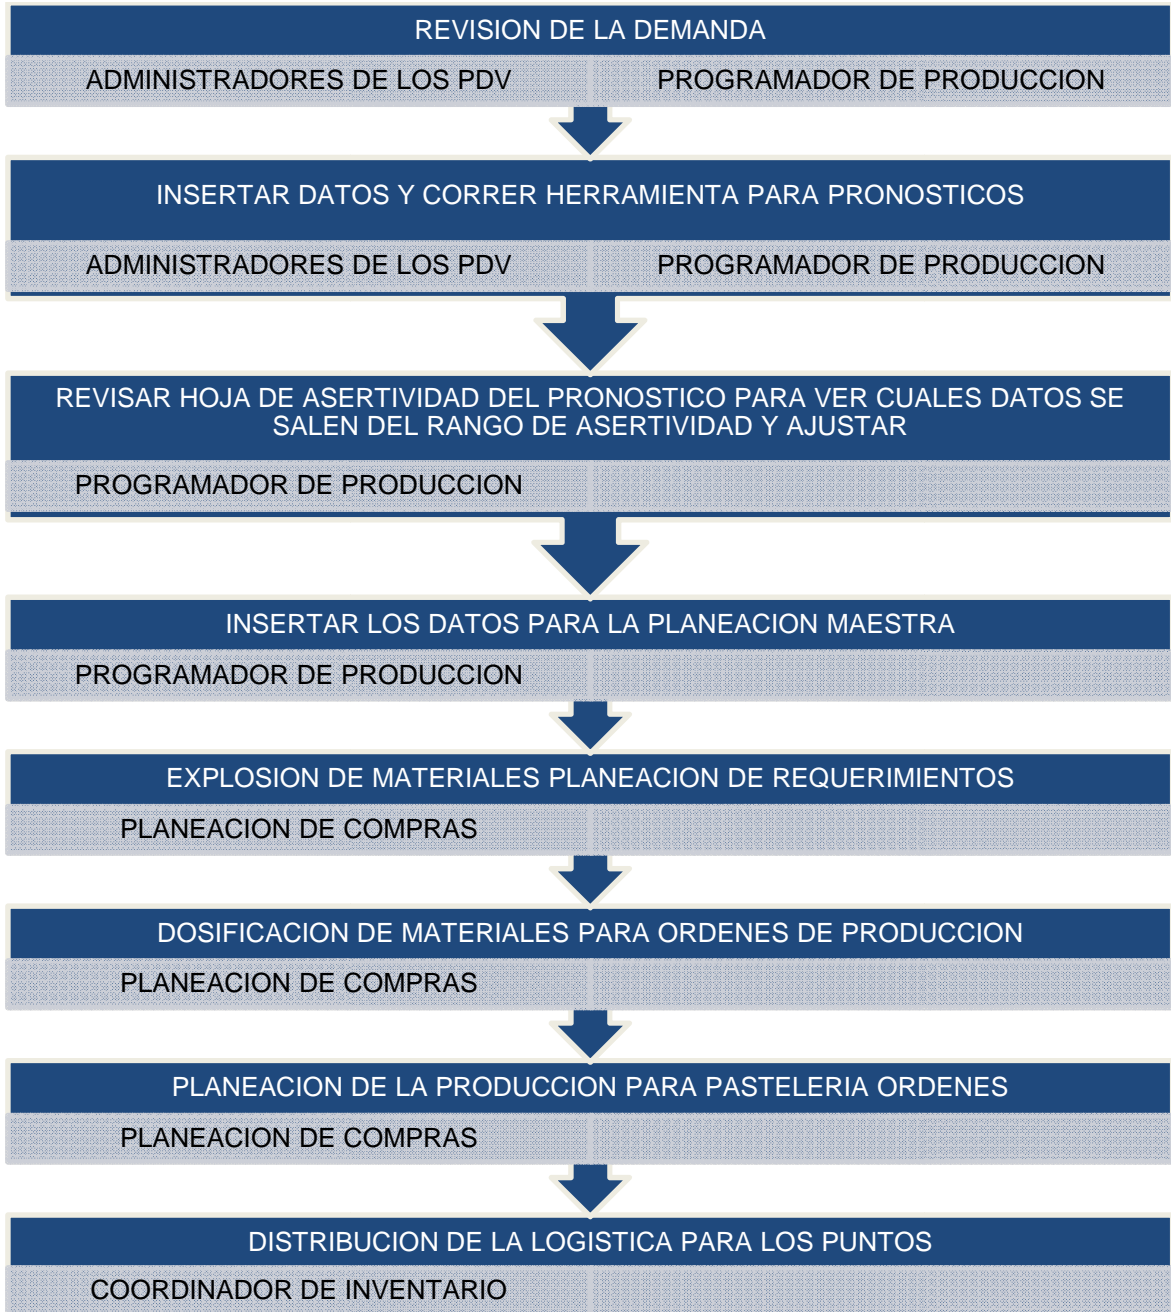 REVISION DE LA DEMANDA
ADMINISTRADORES DE LOS PDV PROGRAMADOR DE PRODUCCION
INSERTAR DATOS Y CORRER HERRAMIENTA PARA PRONOSTICOS
ADMINISTRADORES DE LOS PDV PROGRAMADOR DE PRODUCCION
REVISAR HOJA DE ASERTIVIDAD DEL PRONOSTICO PARA VER CUALES DATOS SE
SALEN DEL RANGO DE ASERTIVIDAD Y AJUSTAR
PROGRAMADOR DE PRODUCCION
INSERTAR LOS DATOS PARA LA PLANEACION MAESTRA
PROGRAMADOR DE PRODUCCION
EXPLOSION DE MATERIALES PLANEACION DE REQUERIMIENTOS
PLANEACION DE COMPRAS
DOSIFICACION DE MATERIALES PARA ORDENES DE PRODUCCION
PLANEACION DE COMPRAS
PLANEACION DE LA PRODUCCION PARA PASTELERIA ORDENES
PLANEACION DE COMPRAS
DISTRIBUCION DE LA LOGISTICA PARA LOS PUNTOS
COORDINADOR DE INVENTARIO